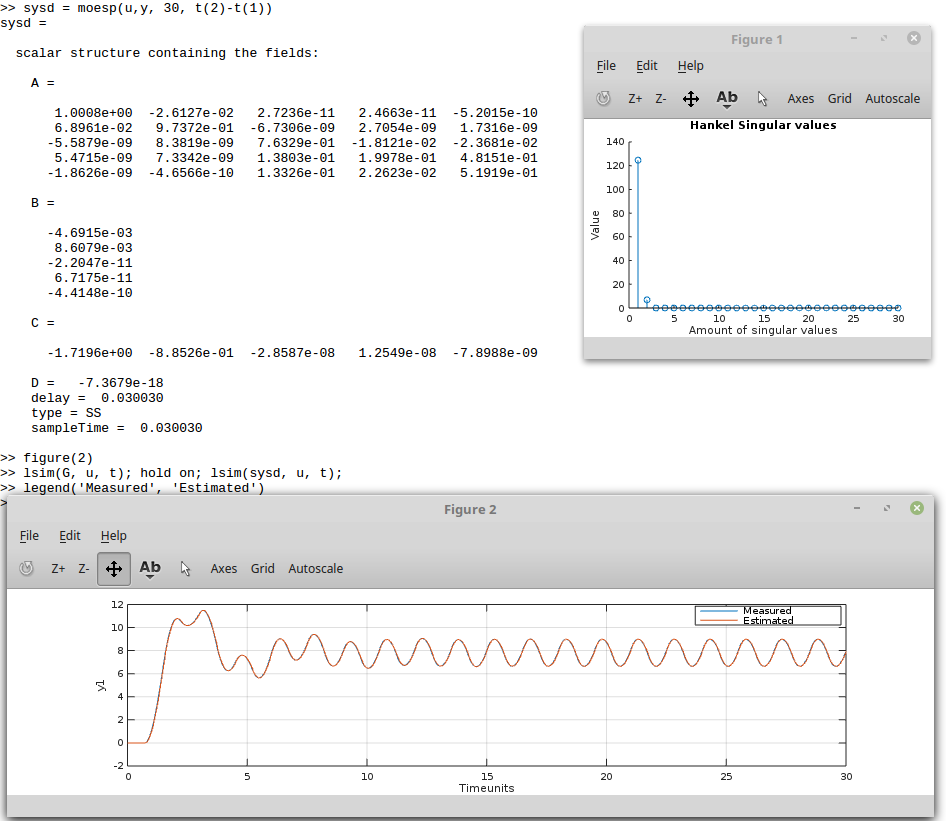 >> sysd = moesp(u,y, 30, t(2)-t(1))
sysd =
scalar structure containing the fields:
A =
1.0008e+00 -2.6127e-02 2.7236e-11 2.4663e-11 -5.2015e-10
6.8961e-02 9.7372e-01 -6.7306e-09 2.7054e-09 1.7316e-09
-5.5879e-09 8.3819e-09 7.6329e-01 -1.8121e-02 -2.3681e-02
5.4715e-09 7.3342e-09 1.3803e-01 1.9978e-01 4.8151e-01
-1.8626e-09 -4.6566e-10 1.3326e-01 2.2623e-02 5.1919e-01
B =
-4.6915e-03
8.6079e-03
-2.2047e-11
6.7175e-11
-4.4148e-10
C =
-1.7196e+00 -8.8526e-01 -2.8587e-08 1.2549e-08 -7.8988e-09
D = -7.3679e-18
delay = 0.030030
type = SS
sampleTime = 0.030030
>> figure(2)
>> lsim(G, u, t); hold on; lsim(sysd, u, t);
>> legend('Measured', 'Estimated')
>
Figure 1
File Edit Help
Z+ Z- Ab Axes Grid Autoscale
Hankel Singular values
140
120
100
80
60
40
20
0
Value
0 5 10 15 20 25 30
Amount of singular values
Figure 2
File Edit Help
Z+ Z- Ab Axes Grid Autoscale
12
10
8
6
4
2
0
-2
y1
Measured
Estimated
0 5 10 15 20 25 30
Timeunits